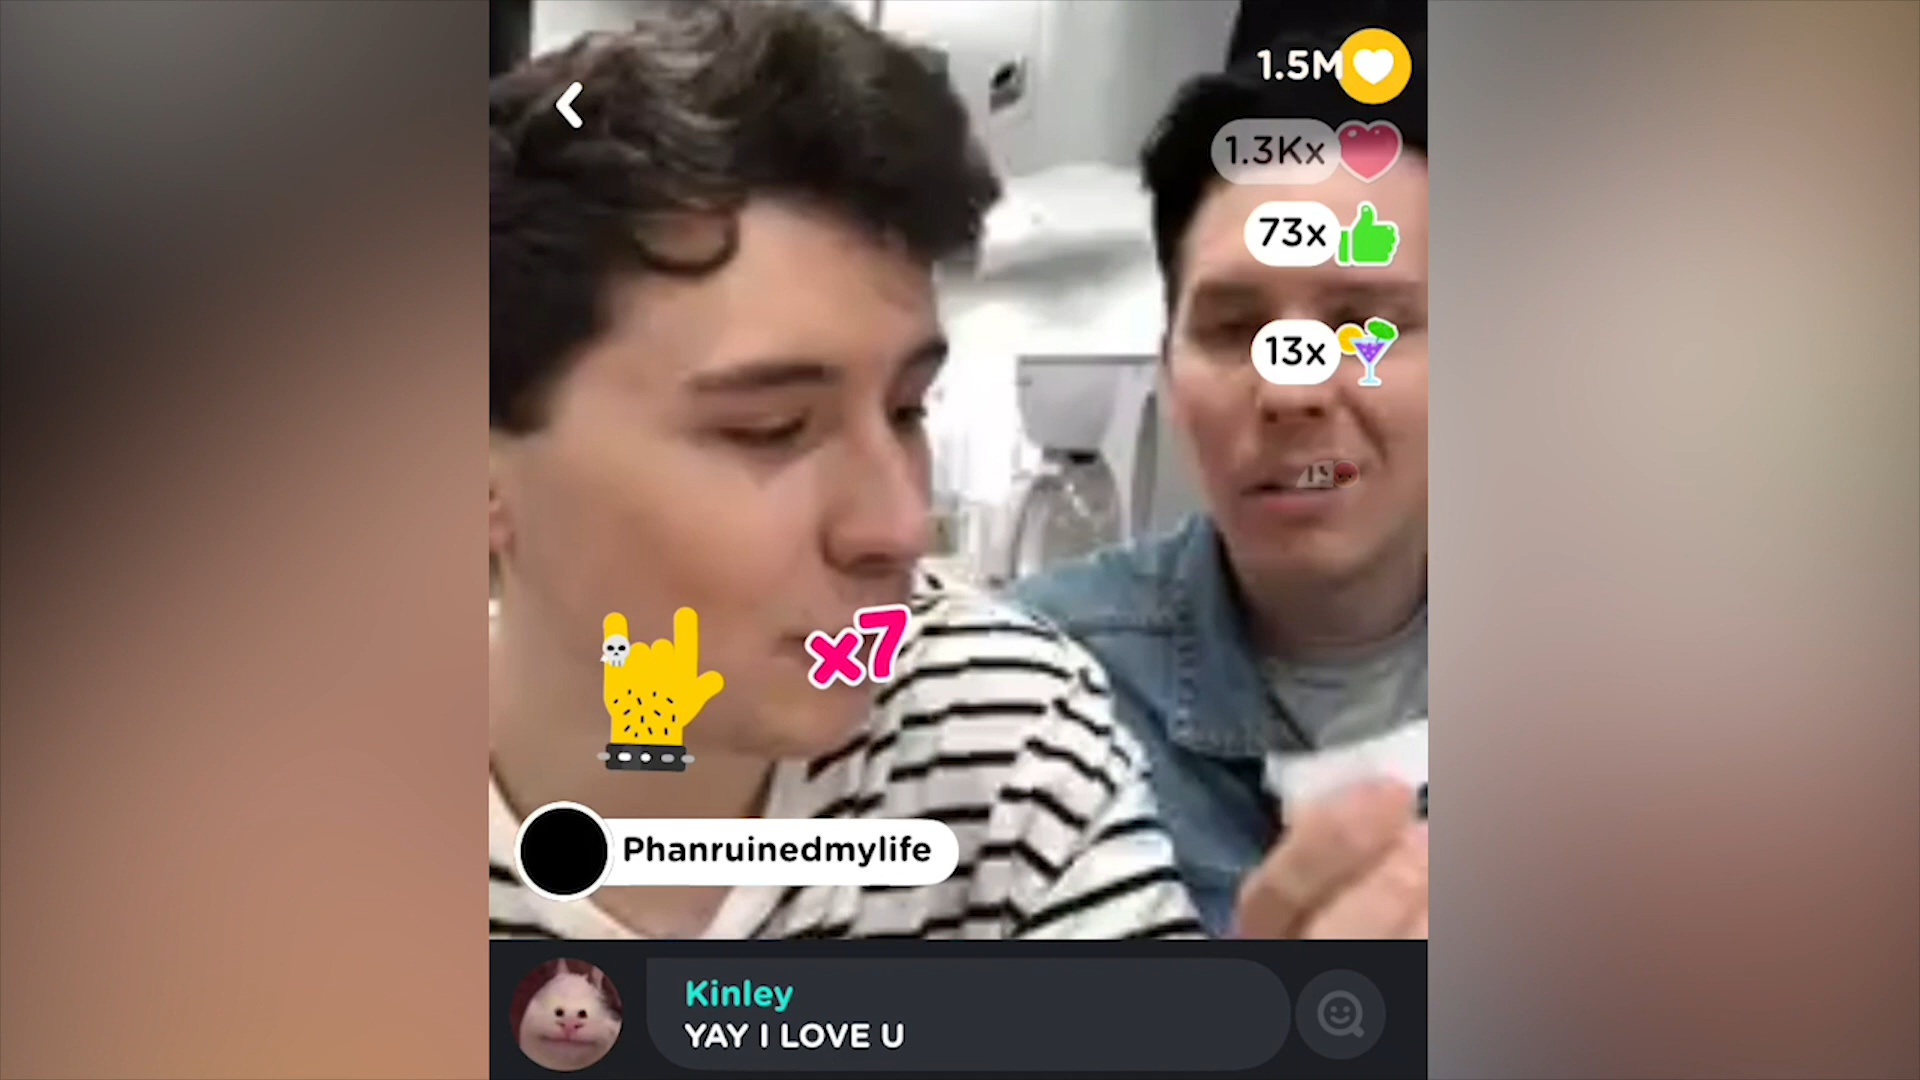 1.5M
1.3Kx
73x
13x
x7
Phanruinedmylife
Kinley
YAY I LOVE U